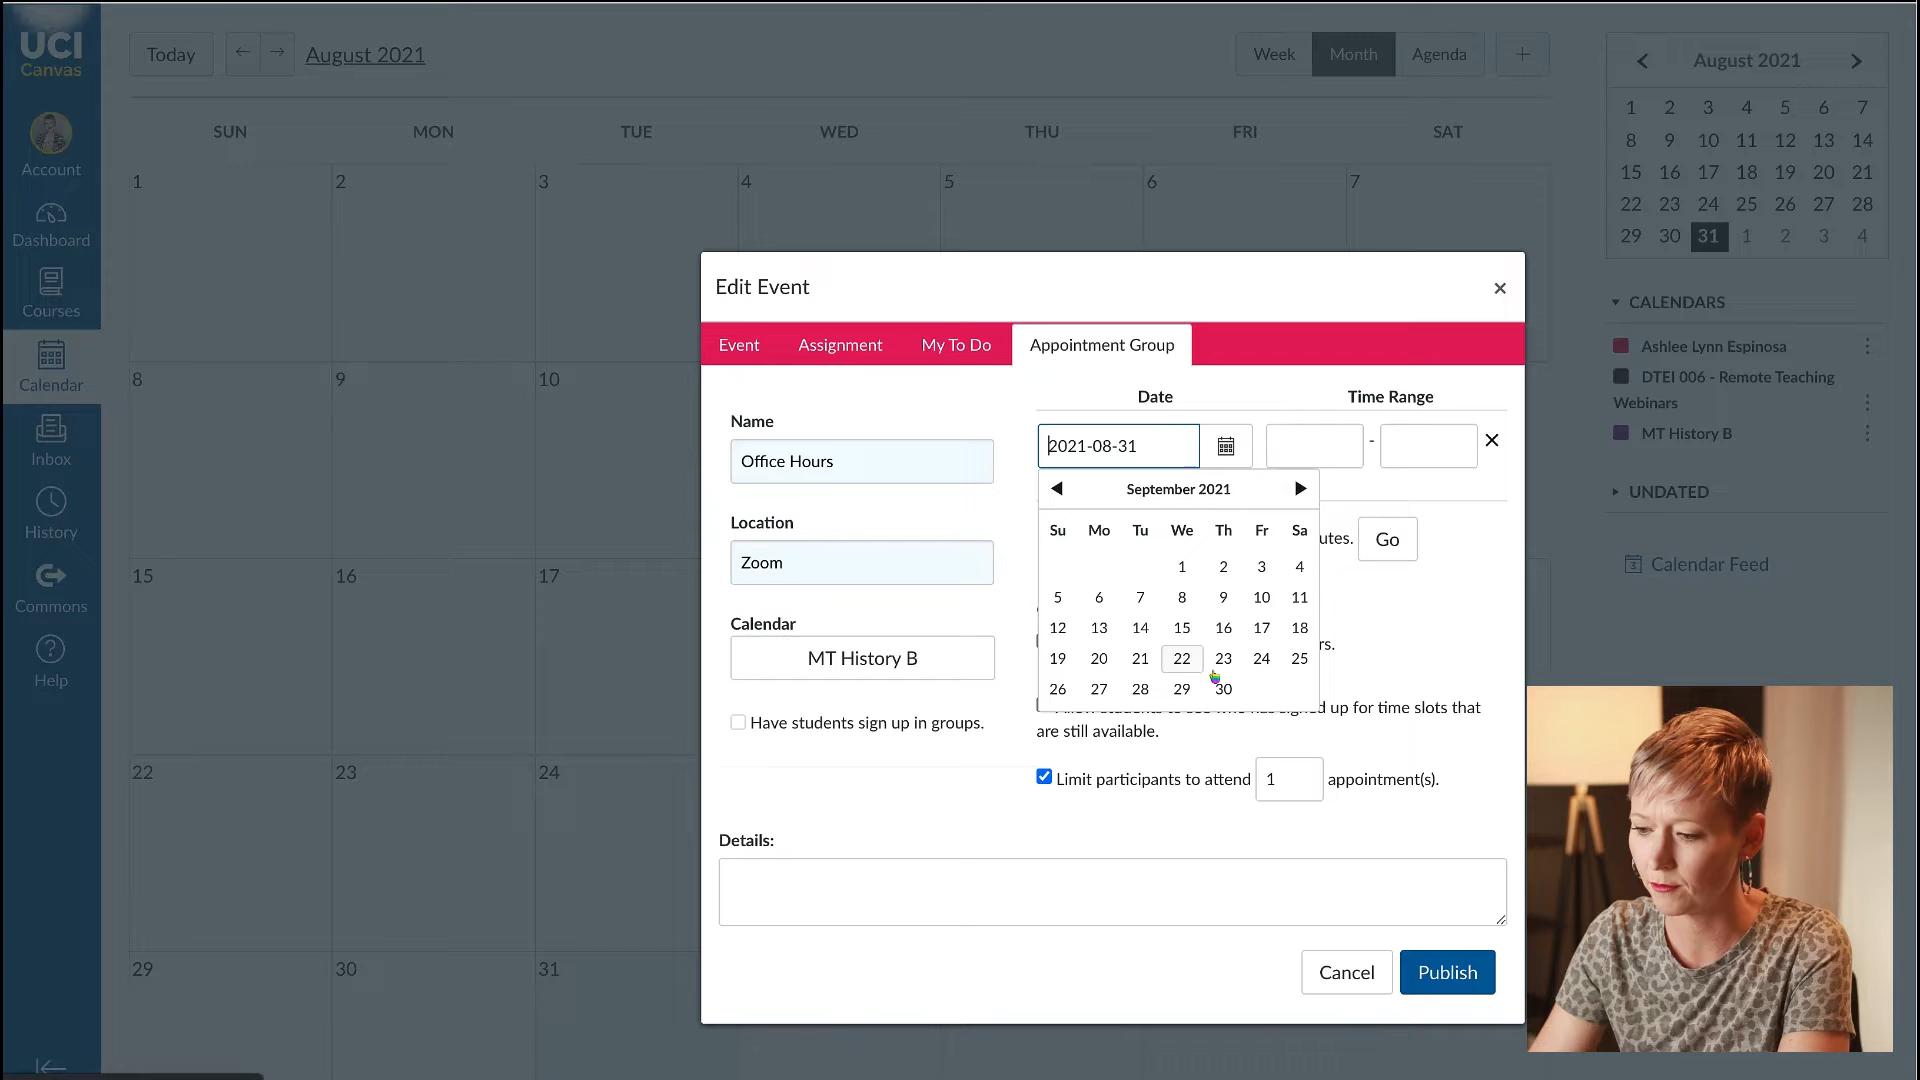 UCI
Canvas
Account
Dashboard
Courses
Calendar
Inbox
History
Commons
Help
Today
August 2021
Week
Month
Agenda
SUN MON TUE WED THU FRI SAT
1 2 3 4 5 6 7
8 9 10
15 16 17
22 23 24
29 30 31
Edit Event
Event Assignment My To Do Appointment Group
Name
Office Hours
Location
Zoom
Calendar
MT History B
Have students sign up in groups.
Date Time Range
2021-08-31 -
September 2021
Su Mo Tu We Th Fr Sa
1 2 3 4
5 6 7 8 9 10 11
12 13 14 15 16 17 18
19 20 21 22 23 24 25
26 27 28 29 30
utes. Go
rs.
up for time slots that
are still available.
Limit participants to attend 1 appointment(s).
Details:
Cancel Publish
August 2021
1 2 3 4 5 6 7
8 9 10 11 12 13 14
15 16 17 18 19 20 21
22 23 24 25 26 27 28
29 30 31 1 2 3 4
CALENDARS
Ashlee Lynn Espinosa
DTEI 006 - Remote Teaching
Webinars
MT History B
UNDATED
Calendar Feed